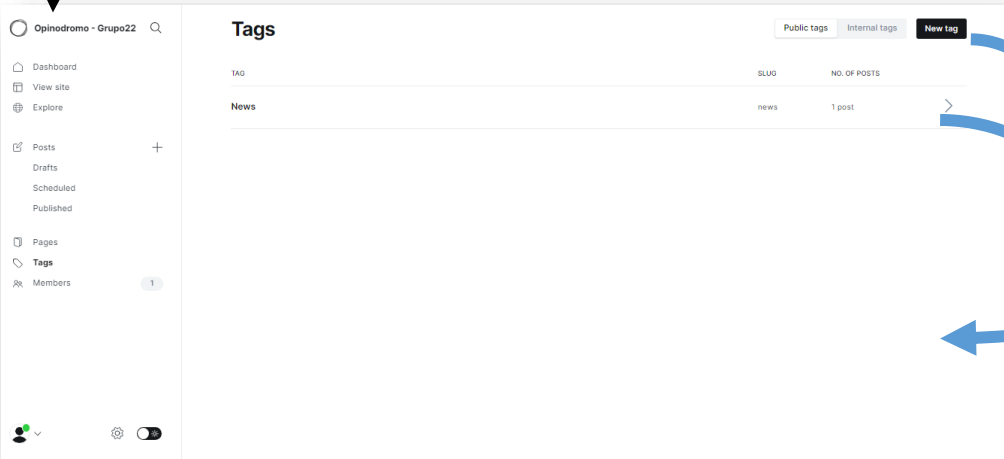 Opinodromo - Grupo22
Dashboard
View site
Explore
Posts
Drafts
Scheduled
Published
Pages
Tags
Members 1
Tags
Public tags Internal tags New tag
TAG SLUG NO. OF POSTS
News news 1 post